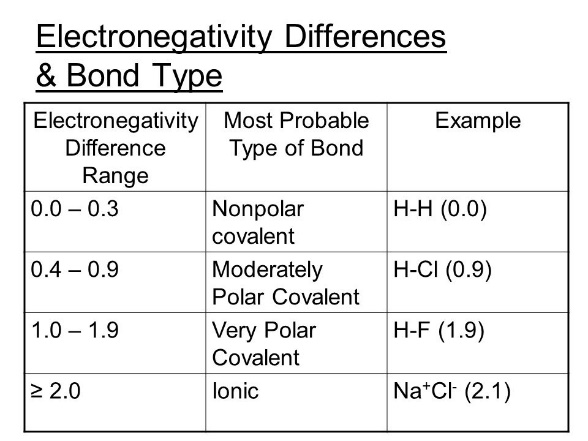 Electronegativity Differences
& Bond Type
Electronegativity Difference Range
Most Probable Type of Bond
Example
0.0 – 0.3
Nonpolar covalent
H-H (0.0)
0.4 – 0.9
Moderately Polar Covalent
H-Cl (0.9)
1.0 – 1.9
Very Polar Covalent
H-F (1.9)
≥ 2.0
Ionic
Na⁺Cl⁻ (2.1)